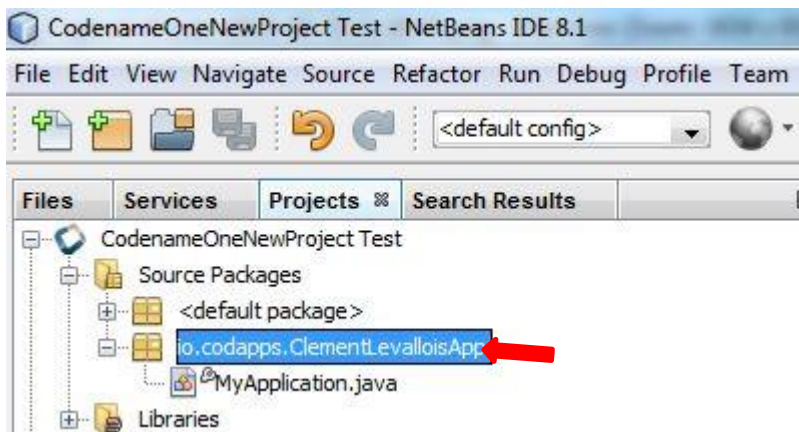 CodenameOneNewProject Test - NetBeans IDE 8.1
File Edit View Navigate Source Refactor Run Debug Profile Team
<default config>
Files Services Projects Search Results
CodenameOneNewProject Test
Source Packages
<default package>
io.codapps.ClementLevalloisApp
MyApplication.java
Libraries